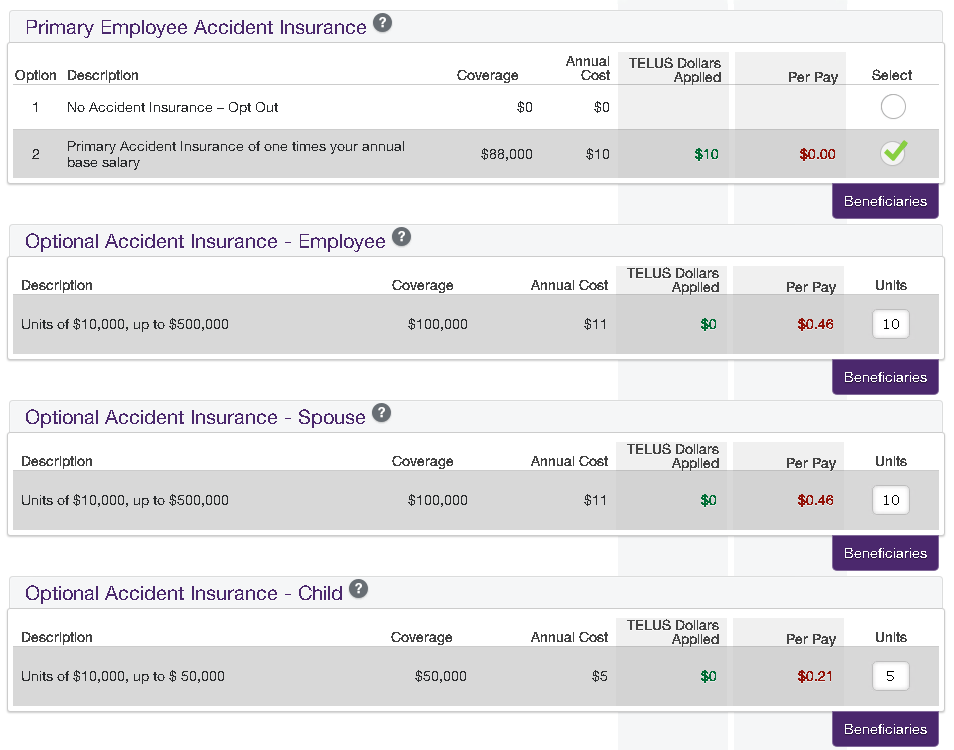 Primary Employee Accident Insurance ?
Option Description Coverage Annual Cost TELUS Dollars Applied Per Pay Select
1 No Accident Insurance – Opt Out $0 $0
2 Primary Accident Insurance of one times your annual base salary $88,000 $10 $10 $0.00
Beneficiaries
Optional Accident Insurance - Employee ?
Description Coverage Annual Cost TELUS Dollars Applied Per Pay Units
Units of $10,000, up to $500,000 $100,000 $11 $0 $0.46 10
Beneficiaries
Optional Accident Insurance - Spouse ?
Description Coverage Annual Cost TELUS Dollars Applied Per Pay Units
Units of $10,000, up to $500,000 $100,000 $11 $0 $0.46 10
Beneficiaries
Optional Accident Insurance - Child ?
Description Coverage Annual Cost TELUS Dollars Applied Per Pay Units
Units of $10,000, up to $ 50,000 $50,000 $5 $0 $0.21 5
Beneficiaries